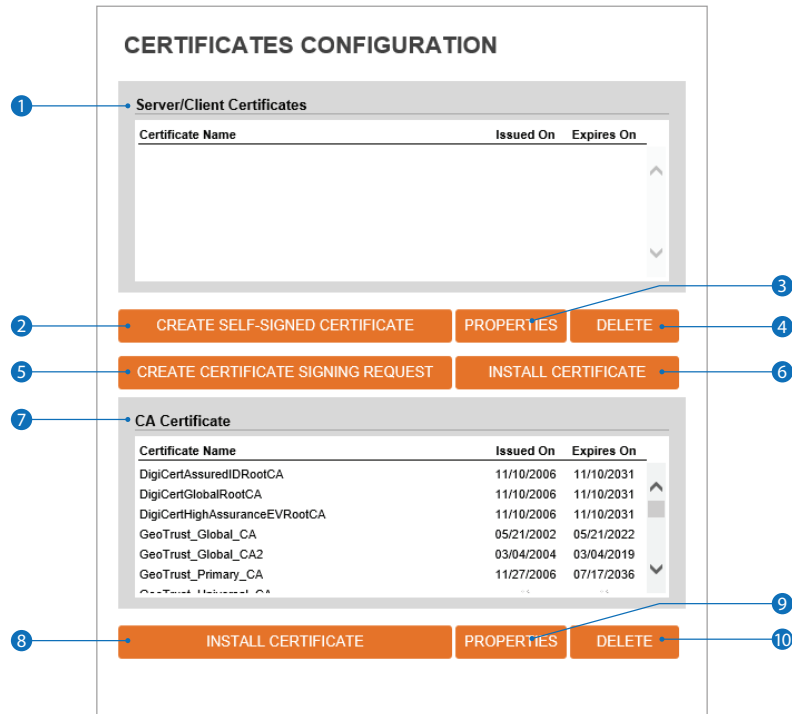 CERTIFICATES CONFIGURATION
1 Server/Client Certificates
Certificate Name Issued On Expires On
3
2 CREATE SELF-SIGNED CERTIFICATE PROPERTIES DELETE 4
5 CREATE CERTIFICATE SIGNING REQUEST INSTALL CERTIFICATE 6
7 CA Certificate
Certificate Name Issued On Expires On
DigiCertAssuredIDRootCA 11/10/2006 11/10/2031
DigiCertGlobalRootCA 11/10/2006 11/10/2031
DigiCertHighAssuranceEVRootCA 11/10/2006 11/10/2031
GeoTrust_Global_CA 05/21/2002 05/21/2022
GeoTrust_Global_CA2 03/04/2004 03/04/2019
GeoTrust_Primary_CA 11/27/2006 07/17/2036
9
8 INSTALL CERTIFICATE PROPERTIES DELETE 10